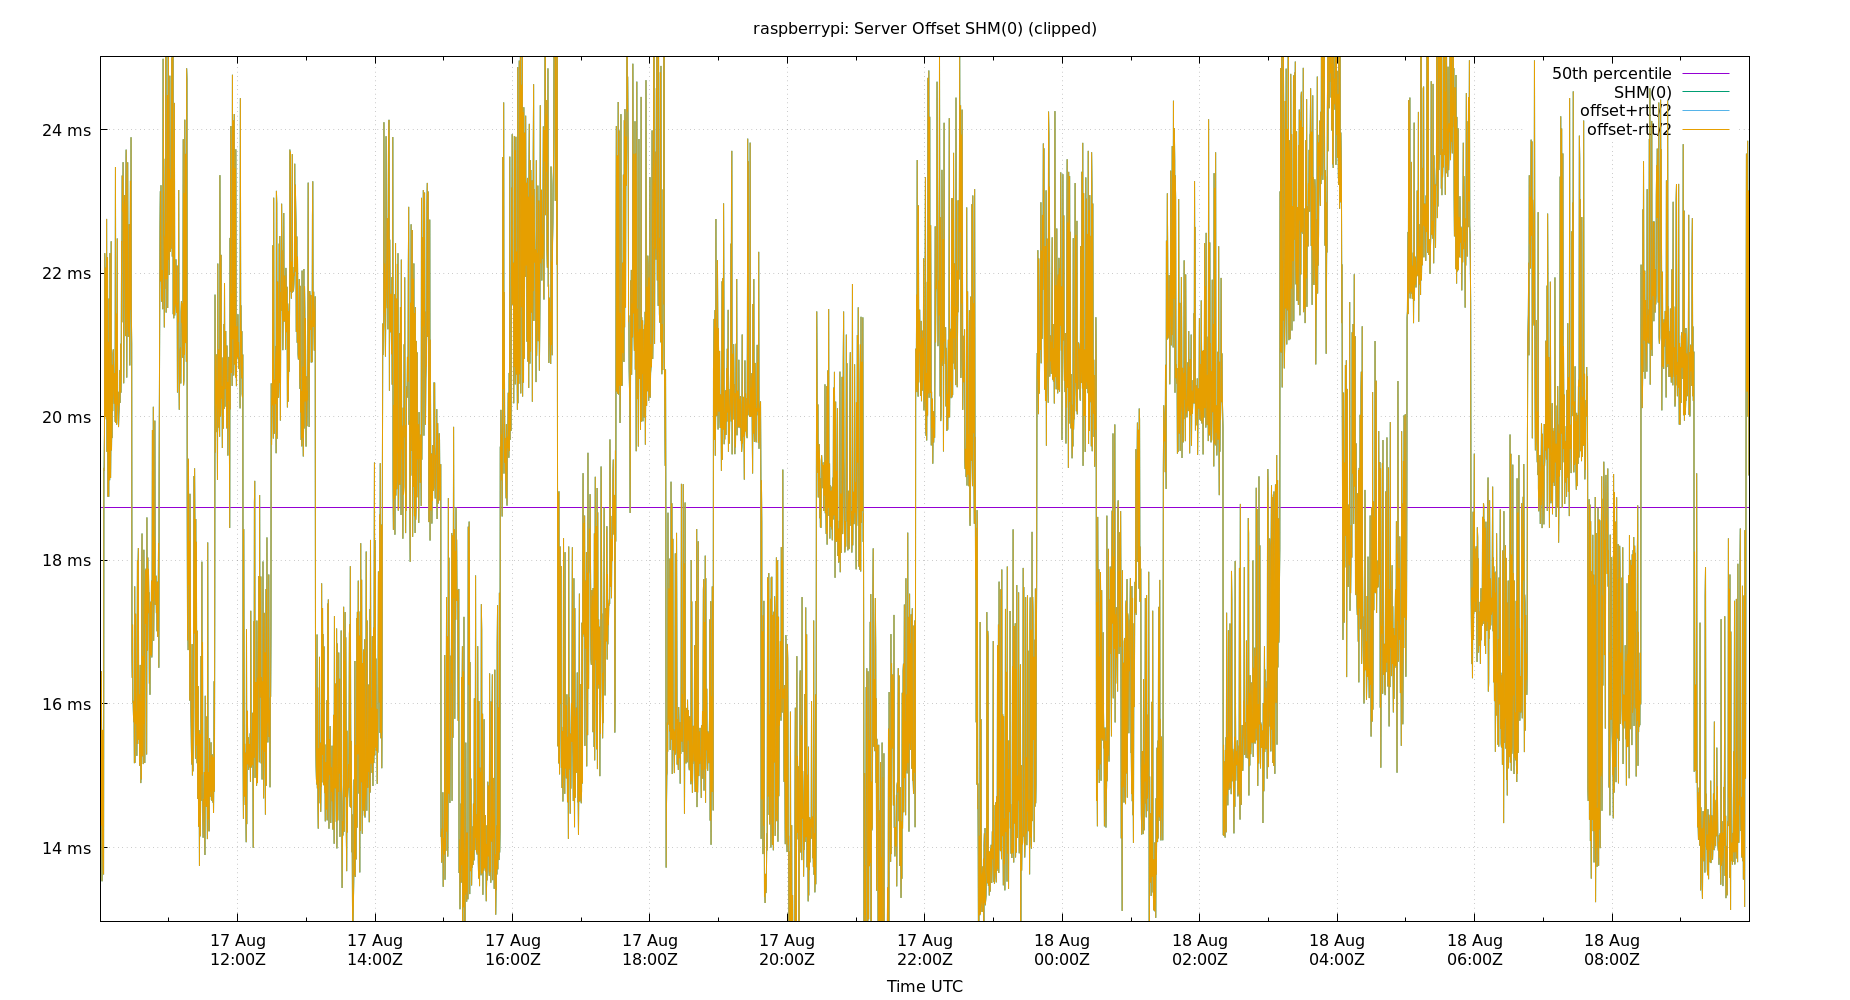 raspberrypi: Server Offset SHM(0) (clipped)
50th percentile
SHM(0)
offset+rtt/2
offset-rtt/2
24 ms
22 ms
20 ms
18 ms
16 ms
14 ms
17 Aug 17 Aug 17 Aug 17 Aug 17 Aug 17 Aug 18 Aug 18 Aug 18 Aug 18 Aug 18 Aug
12:00Z 14:00Z 16:00Z 18:00Z 20:00Z 22:00Z 00:00Z 02:00Z 04:00Z 06:00Z 08:00Z
Time UTC